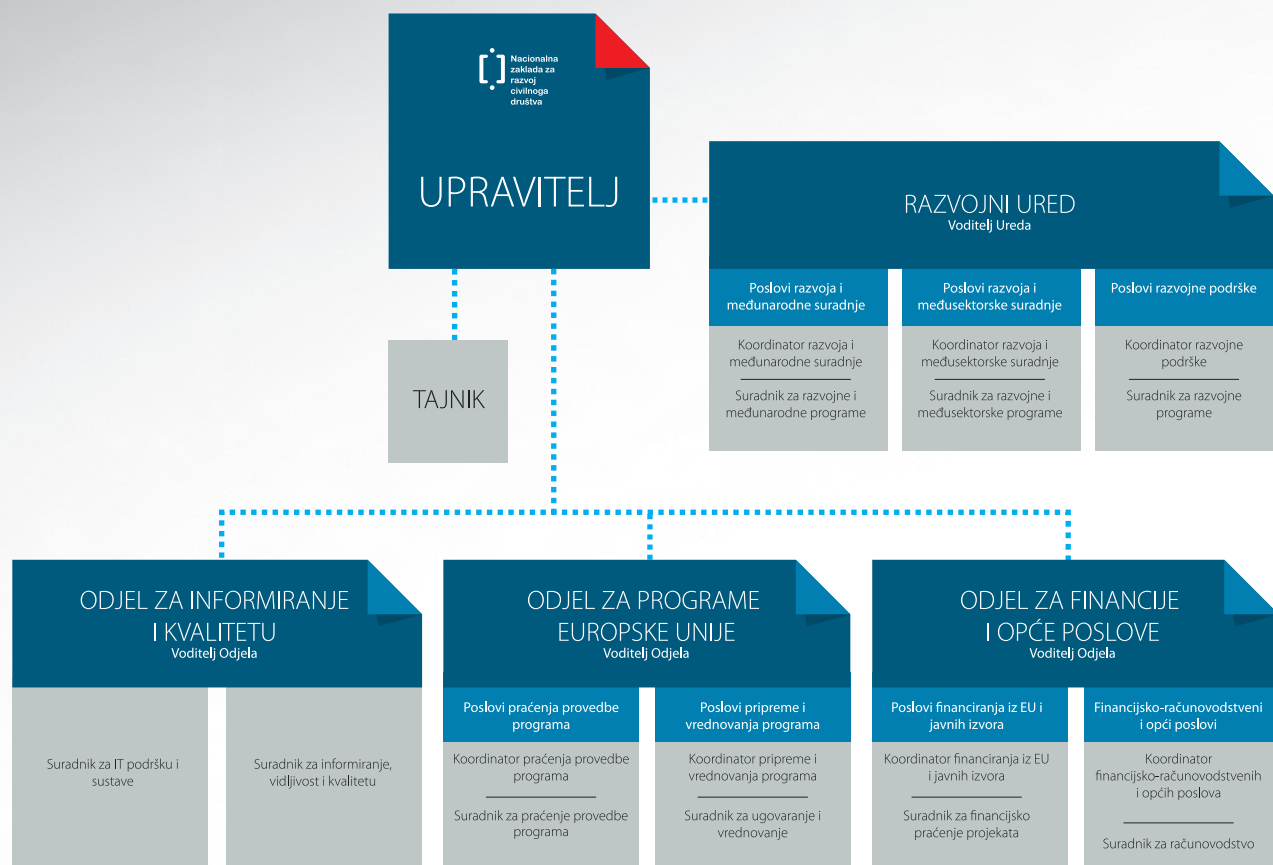 Nacionalna
zaklada za
razvoj
civilnoga
društva
UPRAVITELJ
RAZVOJNI URED
Voditelj Ureda
Poslovi razvoja i
međunarodne suradnje
Koordinator razvoja i
međunarodne suradnje
Suradnik za razvojne i
međunarodne programe
Poslovi razvoja i
međusektorske suradnje
Koordinator razvoja i
međusektorske suradnje
Suradnik za razvojne i
međusektorske programe
Poslovi razvojne podrške
Koordinator razvojne
podrške
Suradnik za razvojne
programe
TAJNIK
ODJEL ZA INFORMIRANJE
I KVALITETU
Voditelj Odjela
Suradnik za IT podršku i
sustave
Suradnik za informiranje,
vidljivost i kvalitetu
ODJEL ZA PROGRAME
EUROPSKE UNIJE
Voditelj Odjela
Poslovi praćenja provedbe
programa
Koordinator praćenja provedbe
programa
Suradnik za praćenje provedbe
programa
Poslovi pripreme i
vrednovanja programa
Koordinator pripreme i
vrednovanja programa
Suradnik za ugovaranje i
vrednovanje
ODJEL ZA FINANCIJE
I OPĆE POSLOVE
Voditelj Odjela
Poslovi financiranja iz EU i
javnih izvora
Koordinator financiranja iz EU
i javnih izvora
Suradnik za financijsko
praćenje projekata
Financijsko-računovodstveni
i opći poslovi
Koordinator
financijsko-računovodstvenih
i općih poslova
Suradnik za računovodstvo